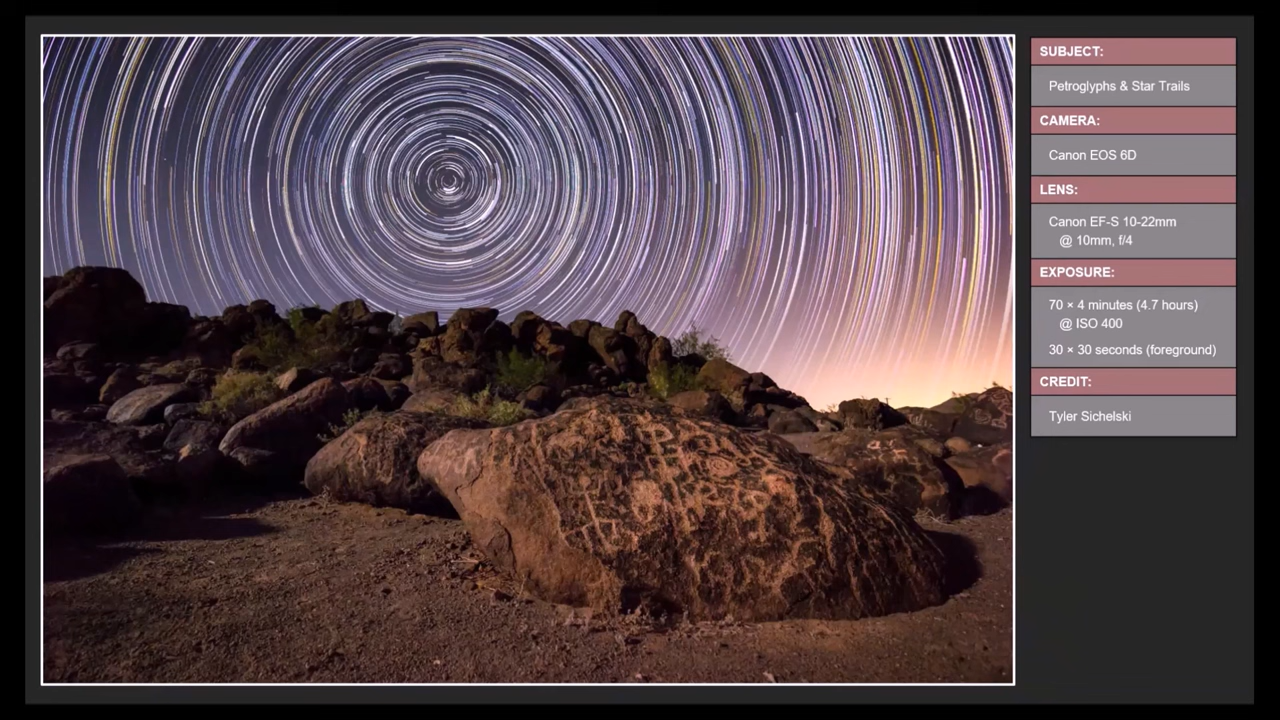 SUBJECT:
Petroglyphs & Star Trails
CAMERA:
Canon EOS 6D
LENS:
Canon EF-S 10-22mm
@ 10mm, f/4
EXPOSURE:
70 × 4 minutes (4.7 hours)
@ ISO 400
30 × 30 seconds (foreground)
CREDIT:
Tyler Sichelski